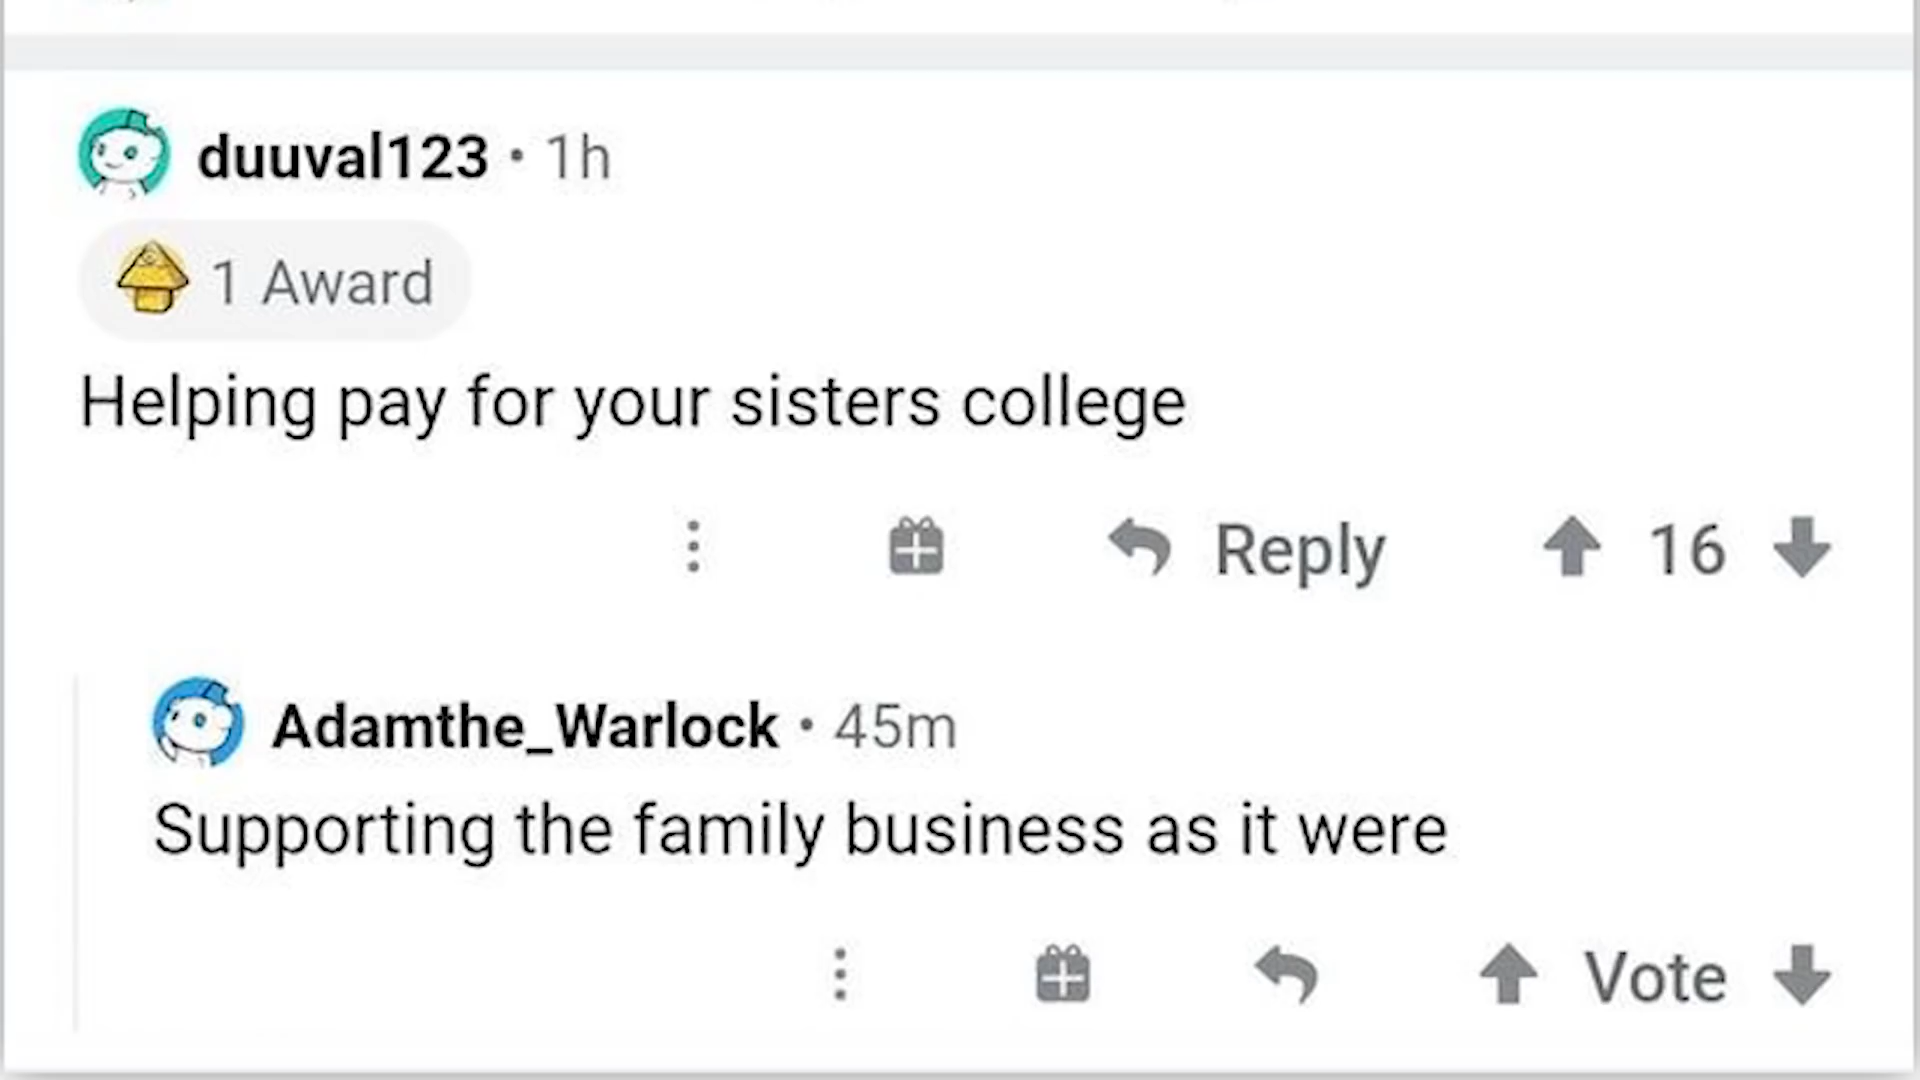 duuval123 • 1h
1 Award
Helping pay for your sisters college
Reply 16
Adamthe_Warlock • 45m
Supporting the family business as it were
Vote